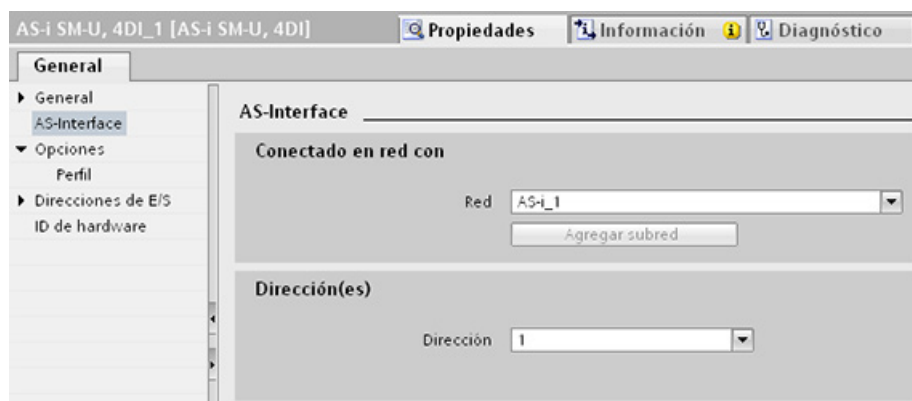 AS-i SM-U, 4DI_1 [AS-i SM-U, 4DI]
Propiedades
Información
Diagnóstico
General
General
AS-Interface
Opciones
Perfil
Direcciones de E/S
ID de hardware
AS-Interface
Conectado en red con
Red AS-i_1
Agregar subred
Dirección(es)
Dirección 1